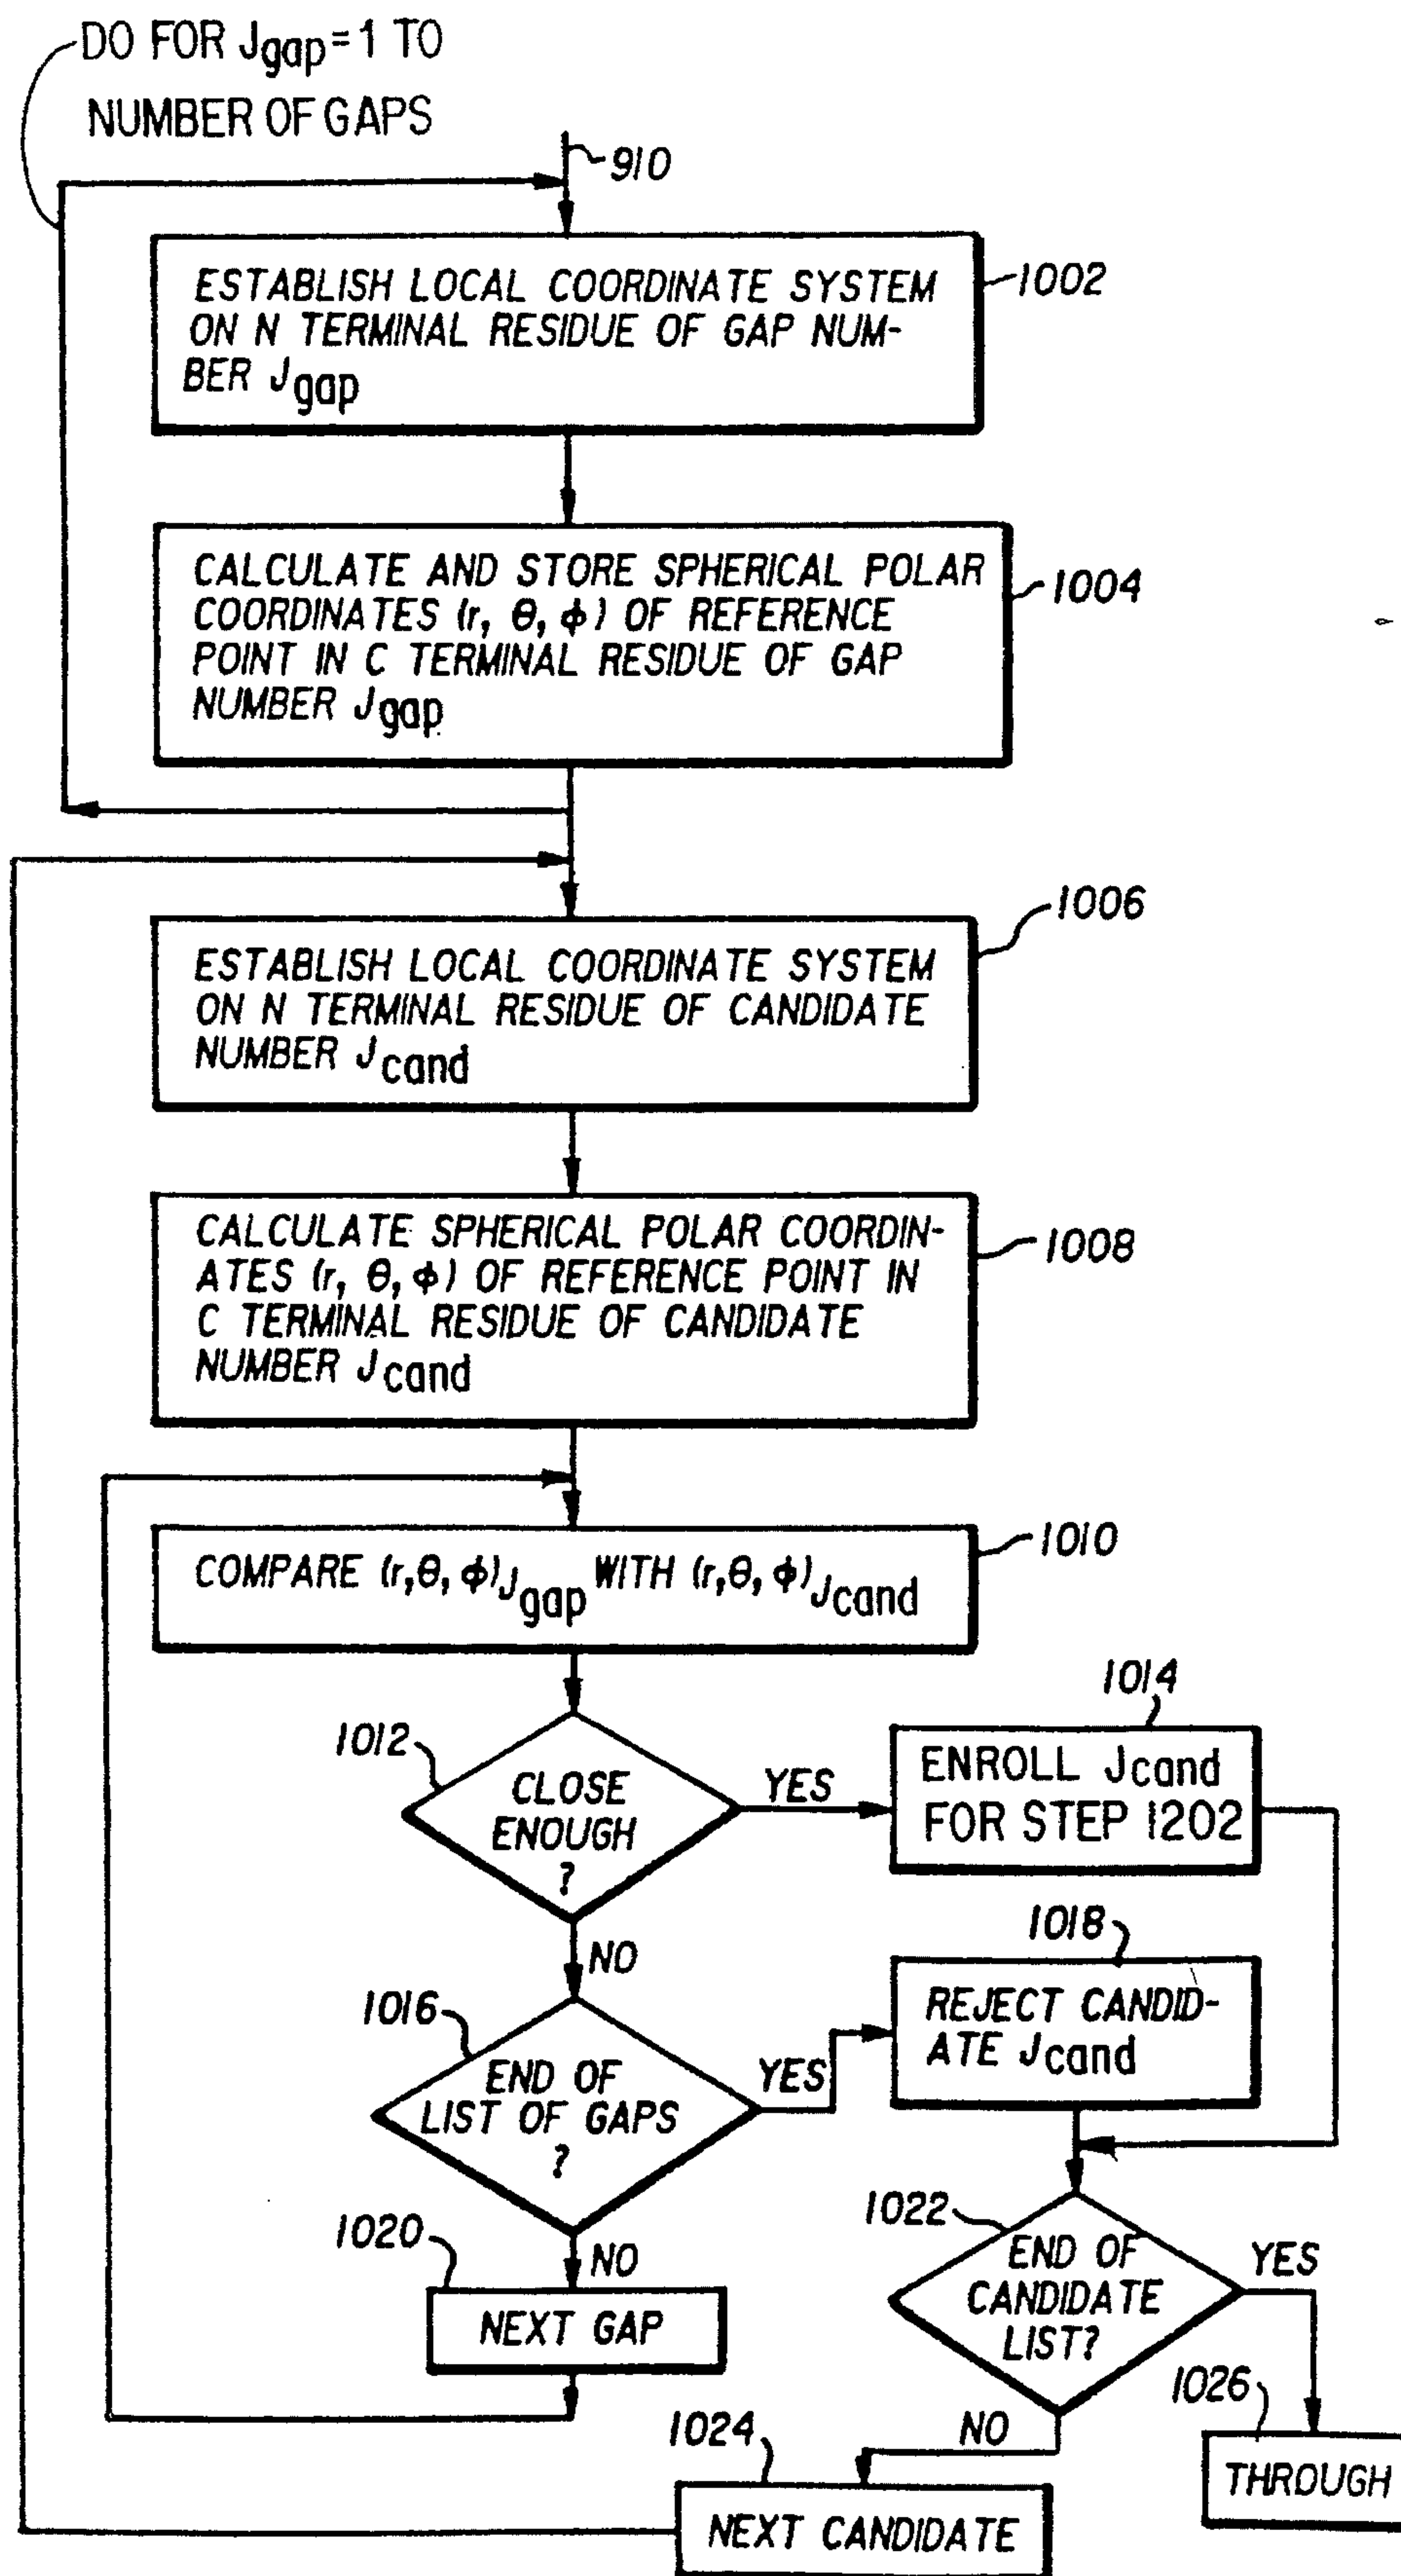 DO FOR Jgap=1 TO
NUMBER OF GAPS
910
ESTABLISH LOCAL COORDINATE SYSTEM
ON N TERMINAL RESIDUE OF GAP NUM-
BER Jgap
1002
CALCULATE AND STORE SPHERICAL POLAR
COORDINATES (r, θ, ϕ) OF REFERENCE
POINT IN C TERMINAL RESIDUE OF GAP
NUMBER Jgap
1004
ESTABLISH LOCAL COORDINATE SYSTEM
ON N TERMINAL RESIDUE OF CANDIDATE
NUMBER Jcand
1006
CALCULATE SPHERICAL POLAR COORDIN-
ATES (r, θ, ϕ) OF REFERENCE POINT IN
C TERMINAL RESIDUE OF CANDIDATE
NUMBER Jcand
1008
COMPARE (r,θ, ϕ)Jgap WITH (r,θ, ϕ)Jcand
1010
1012
CLOSE
ENOUGH
?
YES
1014
ENROLL Jcand
FOR STEP 1202
NO
1016
END OF
LIST OF GAPS
?
YES
1018
REJECT CANDID-
ATE Jcand
NO
1020
NEXT GAP
1022
END OF
CANDIDATE
LIST?
YES
1026
THROUGH
NO
1024
NEXT CANDIDATE